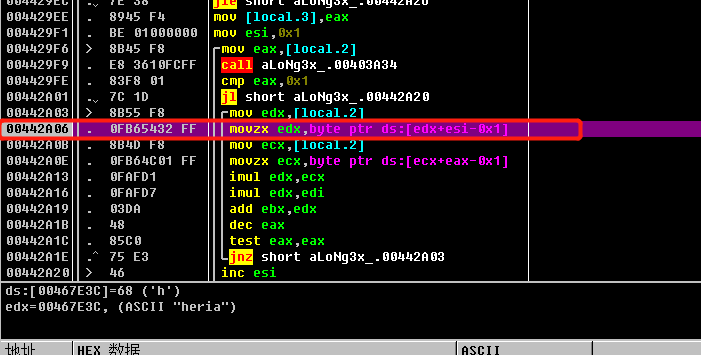 004429EC . 7E 38 jle short aLoNg3x_.00442A26
004429EE . 8945 F4 mov [local.3],eax
004429F1 . BE 01000000 mov esi,0x1
004429F6 > 8B45 F8 mov eax,[local.2]
004429F9 . E8 3610FCFF call aLoNg3x_.00403A34
004429FE . 83F8 01 cmp eax,0x1
00442A01 . 7C 1D jl short aLoNg3x_.00442A20
00442A03 > 8B55 F8 mov edx,[local.2]
00442A06 . 0FB65432 FF movzx edx,byte ptr ds:[edx+esi-0x1]
00442A0B . 8B4D F8 mov ecx,[local.2]
00442A0E . 0FB64C01 FF movzx ecx,byte ptr ds:[ecx+eax-0x1]
00442A13 . 0FAFD1 imul edx,ecx
00442A16 . 0FAFD7 imul edx,edi
00442A19 . 03DA add ebx,edx
00442A1B . 48 dec eax
00442A1C . 85C0 test eax,eax
00442A1E .^ 75 E3 jnz short aLoNg3x_.00442A03
00442A20 > 46 inc esi
ds:[00467E3C]=68 ('h')
edx=00467E3C, (ASCII "heria")
地址 HEX 数据 ASCII